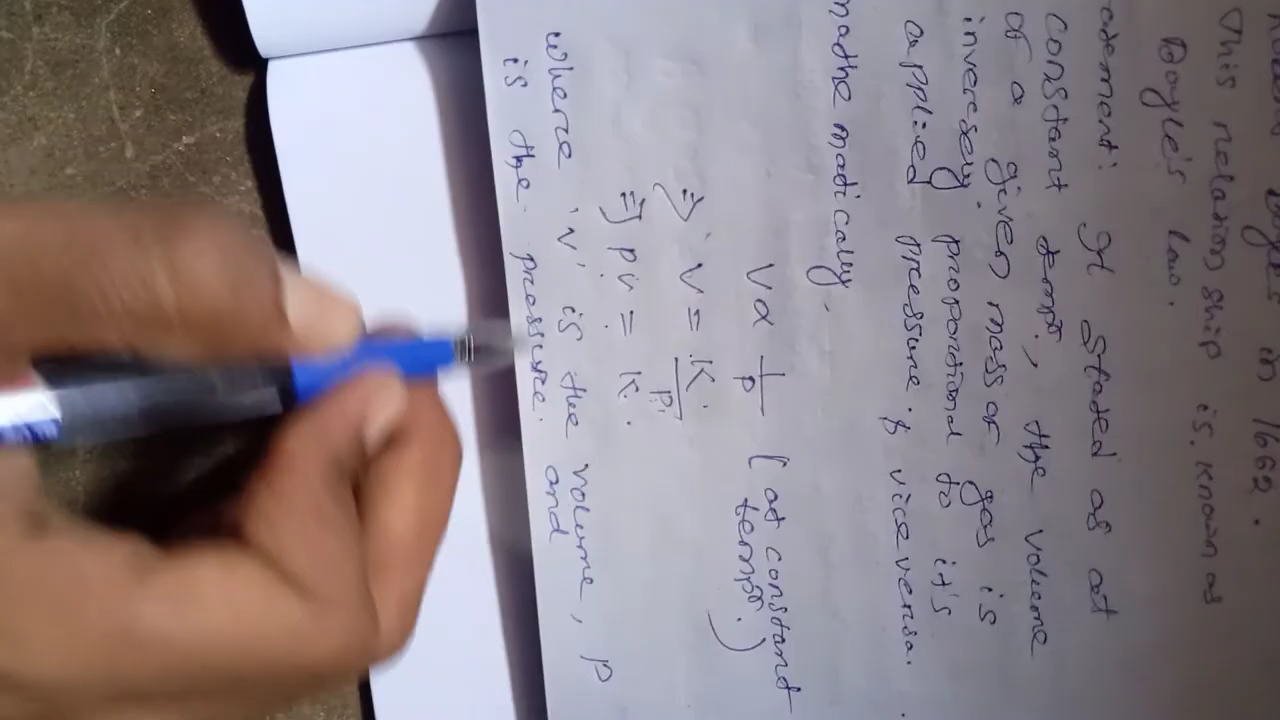 in 1662.
This relationship is known as
Boyle's law.
atement: It stated as at
constant temp., the volume
of a given mass of gas is
inversely proportional to it's
applied pressure. & vice versa.
mathematically.
V α 1/P (at constant
temp.)
=> V = K/P
=> PV = K.
where 'v' is the volume, P
is the pressure. and